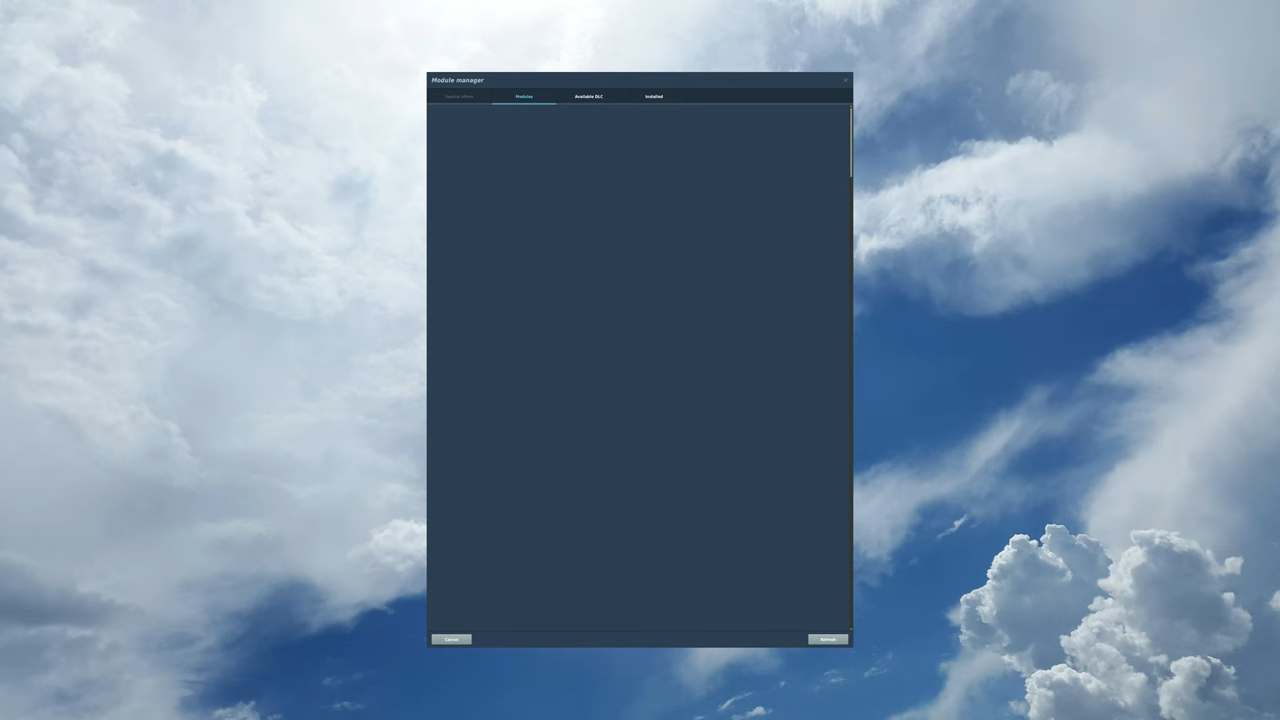 Module manager
Special offers
Modules
Available DLC
Installed
Cancel
Refresh